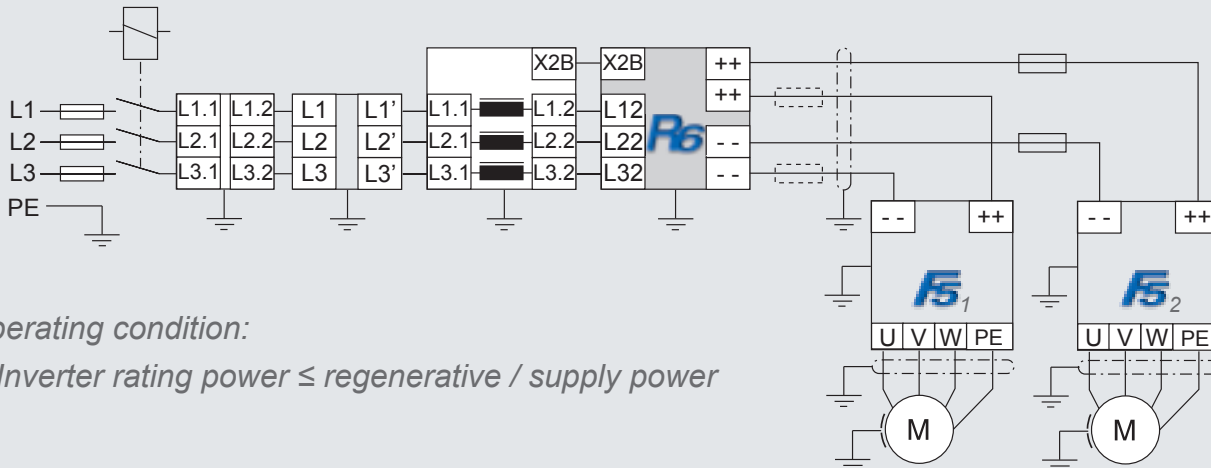 X2B X2B ++
++
L1 L1.1 L1.2 L1 L1' L1.1 L1.2 L12
L2 L2.1 L2.2 L2 L2' L2.1 L2.2 L22 R6 --
L3 L3.1 L3.2 L3 L3' L3.1 L3.2 L32 --
PE
-- ++ -- ++
F5 1 F5 2
perating condition:
U V W PE U V W PE
Inverter rating power ≤ regenerative / supply power
M M